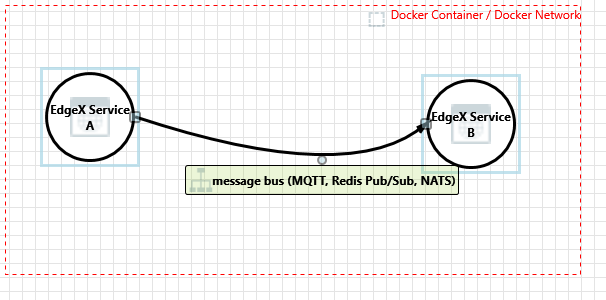 Docker Container / Docker Network
EdgeX Service
A
EdgeX Service
B
message bus (MQTT, Redis Pub/Sub, NATS)